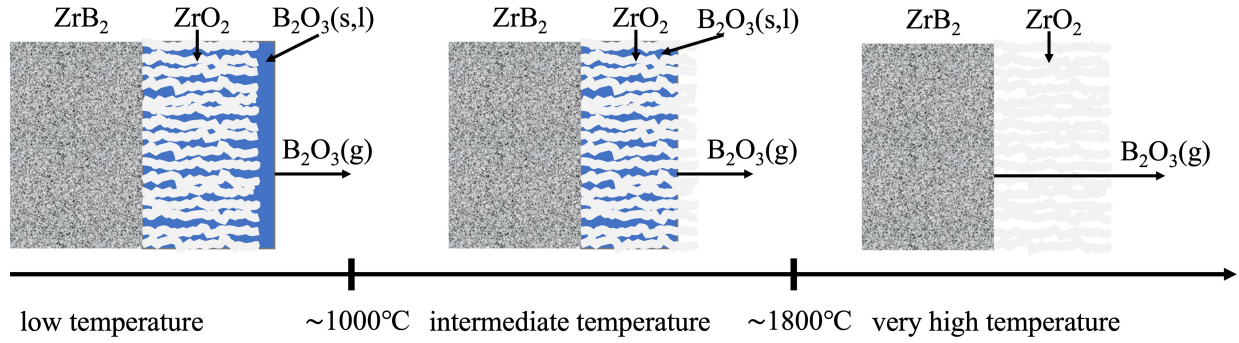 ZrB₂ ZrO₂ B₂O₃(s,l)
B₂O₃(g)
ZrB₂ ZrO₂ B₂O₃(s,l)
B₂O₃(g)
ZrB₂ ZrO₂
B₂O₃(g)
low temperature ~1000℃ intermediate temperature ~1800℃ very high temperature